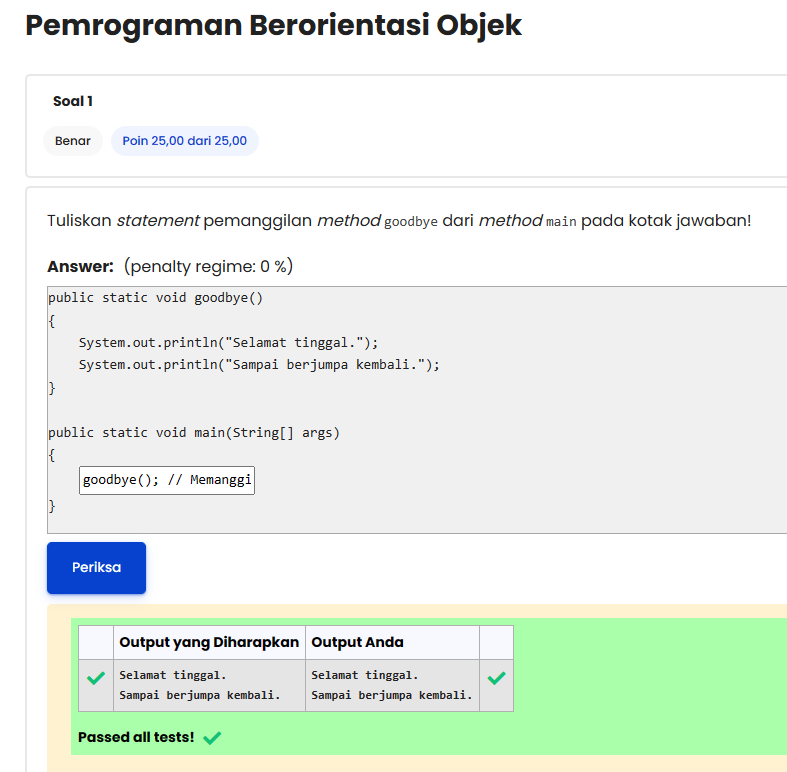 Pemrograman Berorientasi Objek
Soal 1
Benar
Poin 25,00 dari 25,00
Tuliskan statement pemanggilan method goodbye dari method main pada kotak jawaban!
Answer: (penalty regime: 0 %)
public static void goodbye()
{
    System.out.println("Selamat tinggal.");
    System.out.println("Sampai berjumpa kembali.");
}
public static void main(String[] args)
{
    goodbye(); // Memanggi
}
Periksa
Output yang Diharapkan Output Anda
Selamat tinggal. Selamat tinggal.
Sampai berjumpa kembali. Sampai berjumpa kembali.
Passed all tests!